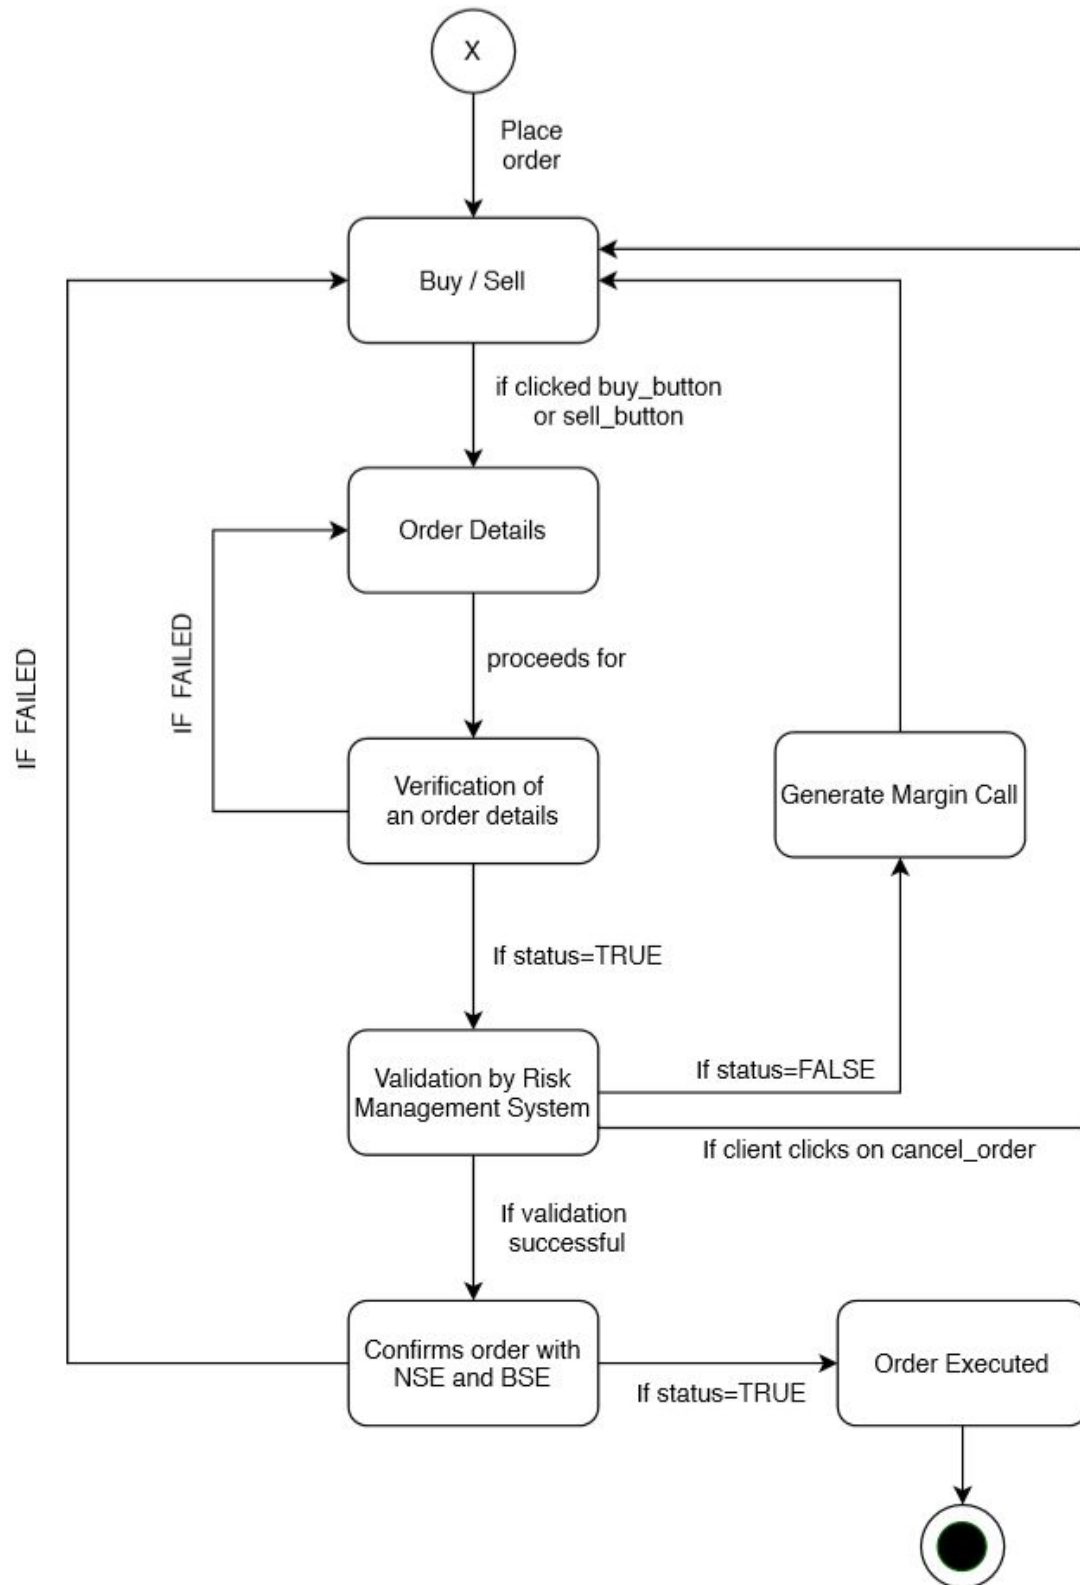 X
Place
order
Buy / Sell
if clicked buy_button
or sell_button
Order Details
IF FAILED
IF FAILED
proceeds for
Verification of
an order details
Generate Margin Call
If status=TRUE
Validation by Risk
Management System
If status=FALSE
If client clicks on cancel_order
If validation
successful
Confirms order with
NSE and BSE
If status=TRUE
Order Executed